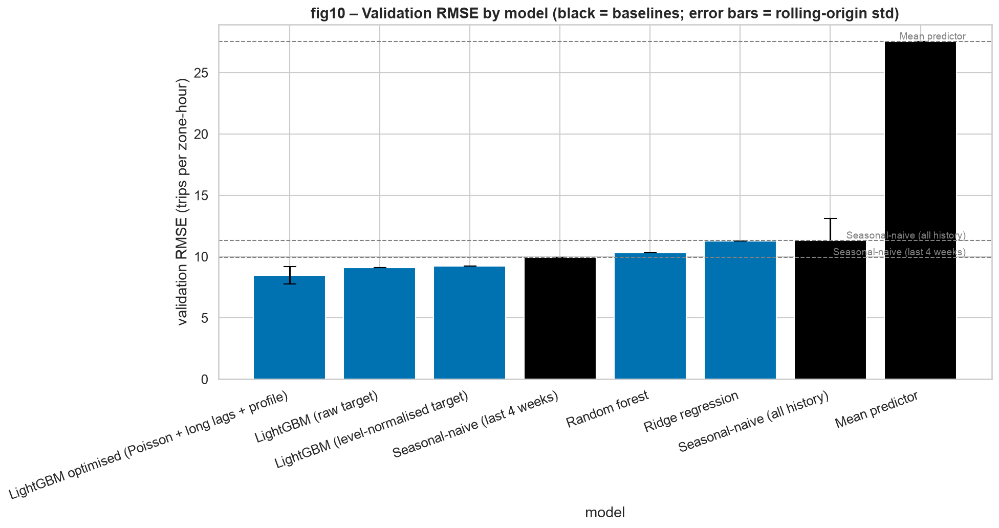 fig10 – Validation RMSE by model (black = baselines; error bars = rolling-origin std)
validation RMSE (trips per zone-hour)
25
20
15
10
5
0
Mean predictor
Seasonal-naive (all history)
Seasonal-naive (last 4 weeks)
LightGBM optimised (Poisson + long lags + profile)
LightGBM (raw target)
LightGBM (level-normalised target)
Seasonal-naive (last 4 weeks)
Random forest
Ridge regression
Seasonal-naive (all history)
Mean predictor
model